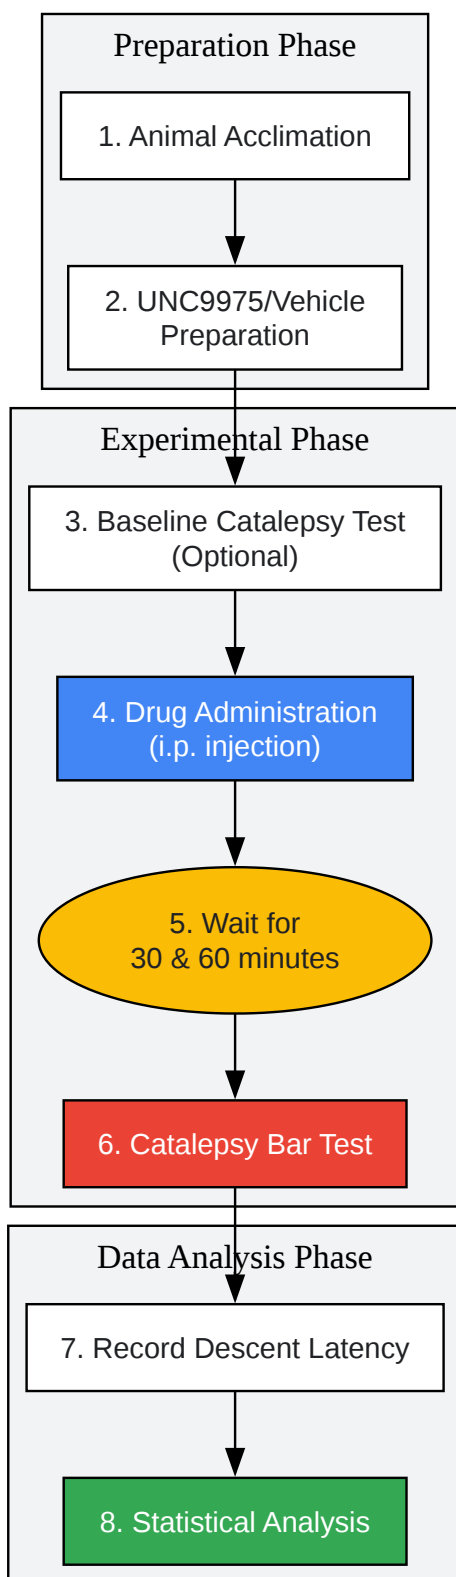 Preparation Phase
1. Animal Acclimation
2. UNC9975/Vehicle
Preparation
Experimental Phase
3. Baseline Catalepsy Test
(Optional)
4. Drug Administration
(i.p. injection)
5. Wait for
30 & 60 minutes
6. Catalepsy Bar Test
Data Analysis Phase
7. Record Descent Latency
8. Statistical Analysis